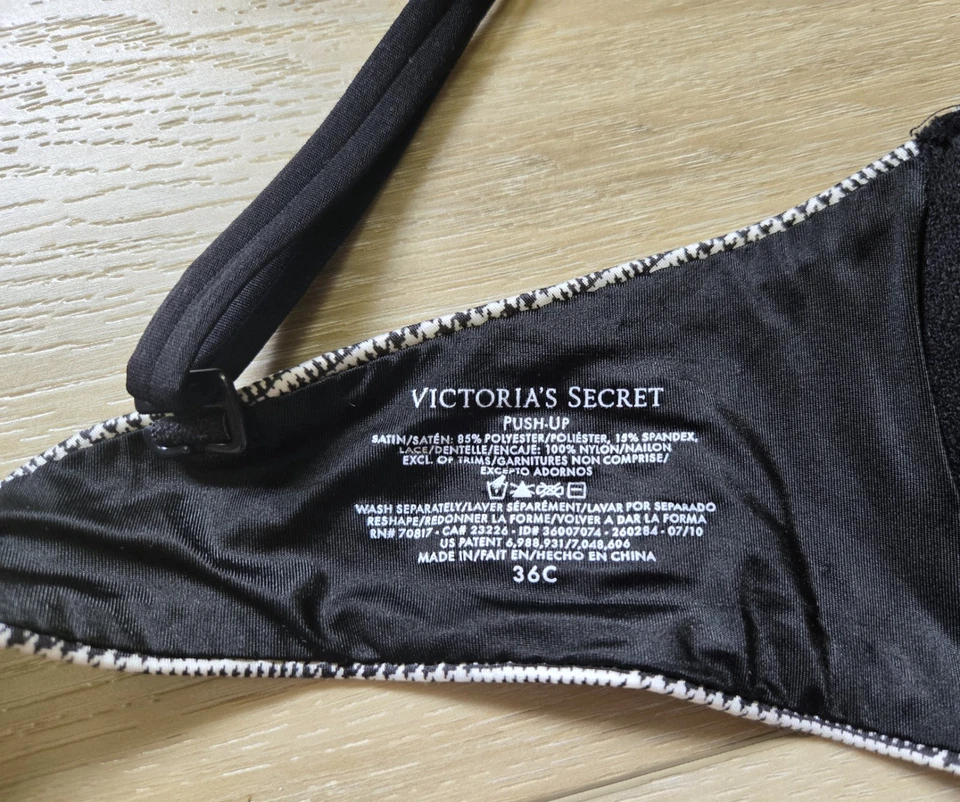 VICTORIA'S SECRET
PUSH-UP
SATIN/SATÉN: 85% POLYESTER/POLIÉSTER, 15% SPANDEX,
LACE/DENTELLE/ENCAJE: 100% NYLON/NAILON
EXCL. OF TRIMS/GARNITURES NON COMPRISE/
EXCEPTO ADORNOS
WASH SEPARATELY/LAVER SÉPARÉMENT/LAVAR POR SEPARADO
RESHAPE/REDONNER LA FORME/VOLVER A DAR LA FORMA
RN# 70817 - CA# 23226 - ID# 36007074 - 260284 - 07/10
US PATENT 6,988,931/7,048,606
MADE IN/FAIT EN/HECHO EN CHINA
36C